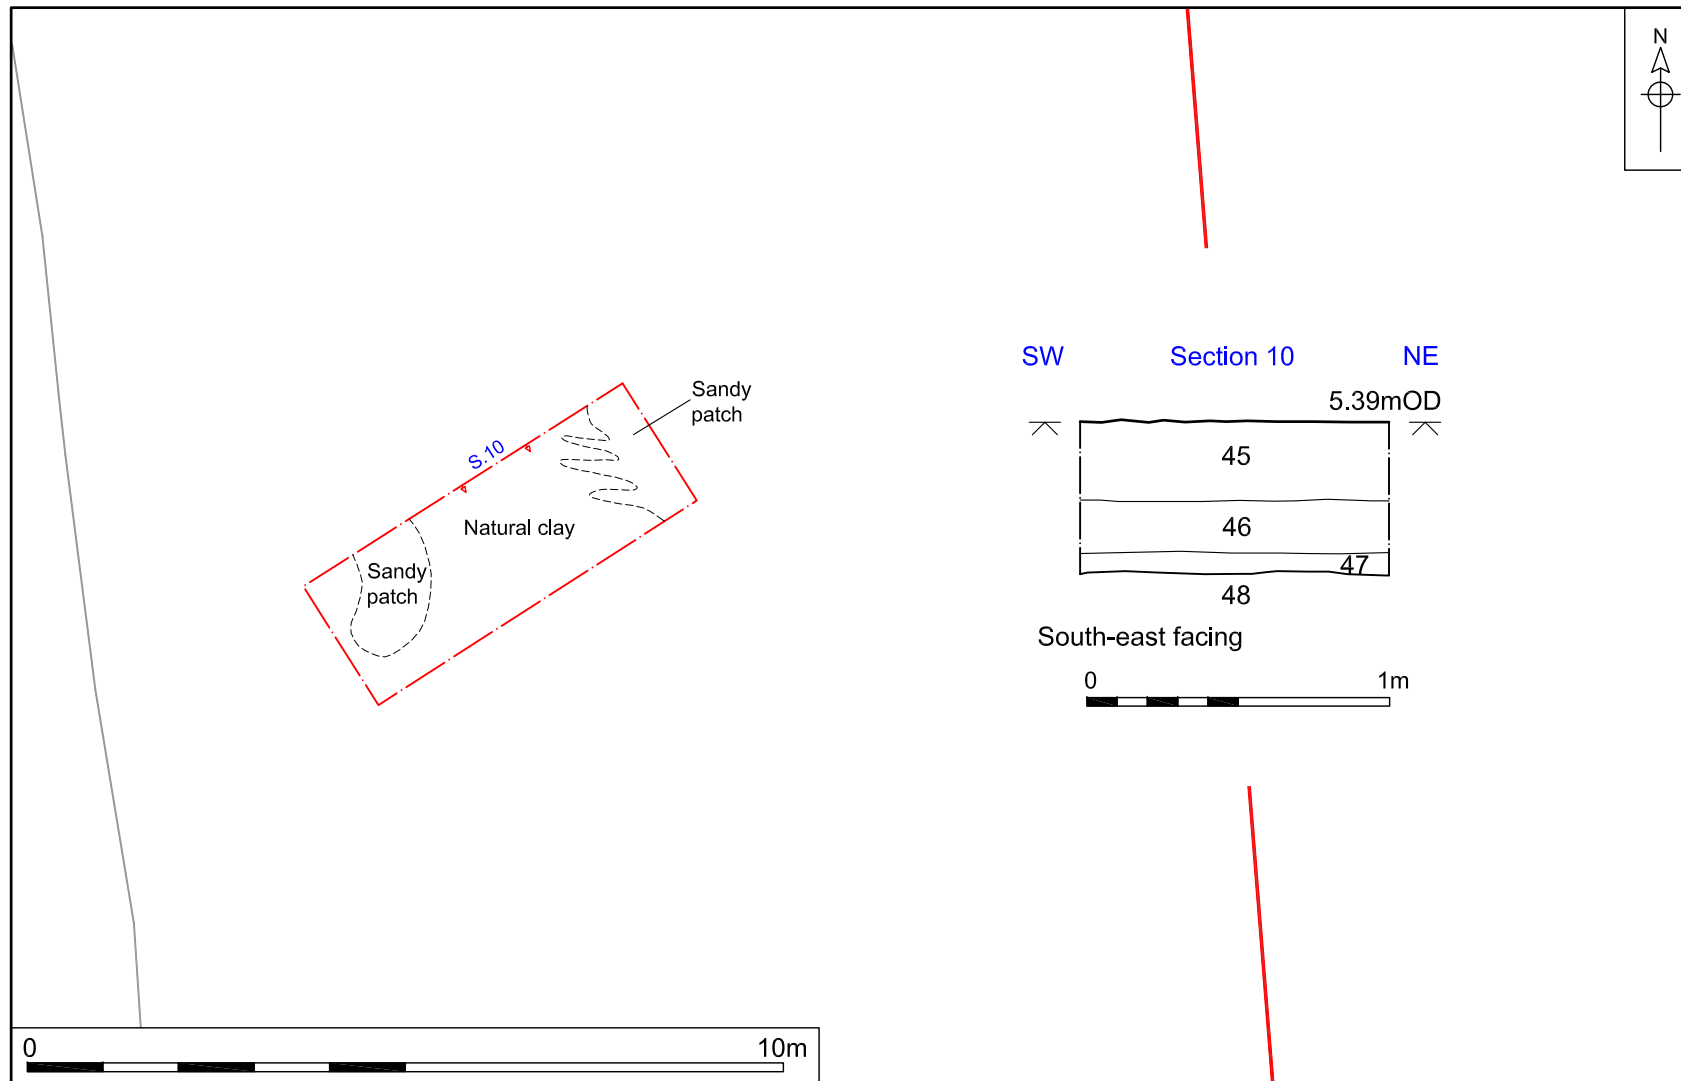 N
SW Section 10 NE
5.39mOD
Sandy
patch
S.10
45
46
47
48
Natural clay
Sandy
patch
South-east facing
0 1m
0 10m